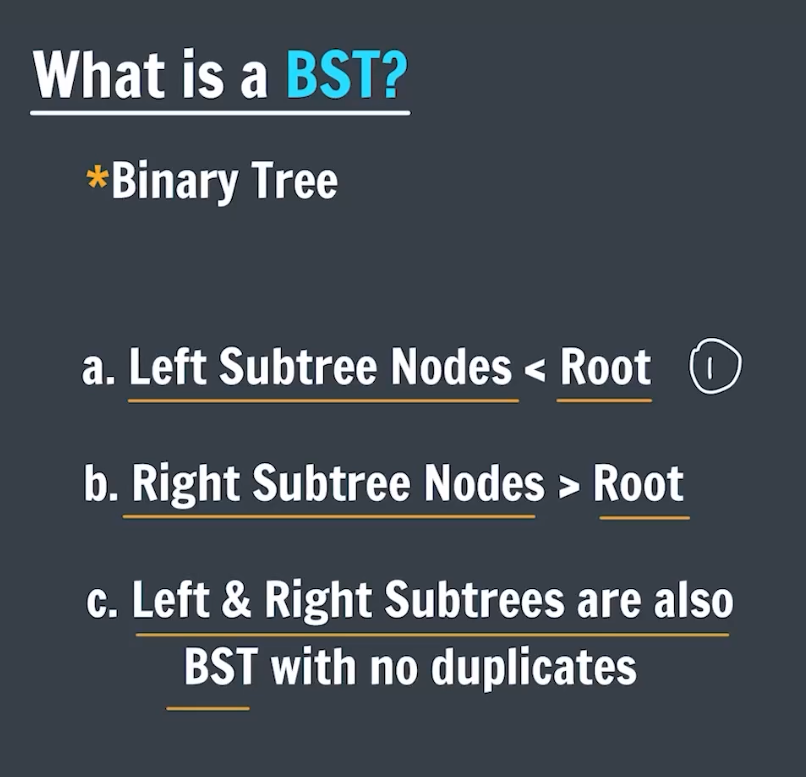 What is a BST?
*Binary Tree
a. Left Subtree Nodes < Root 1
b. Right Subtree Nodes > Root
c. Left & Right Subtrees are also
BST with no duplicates